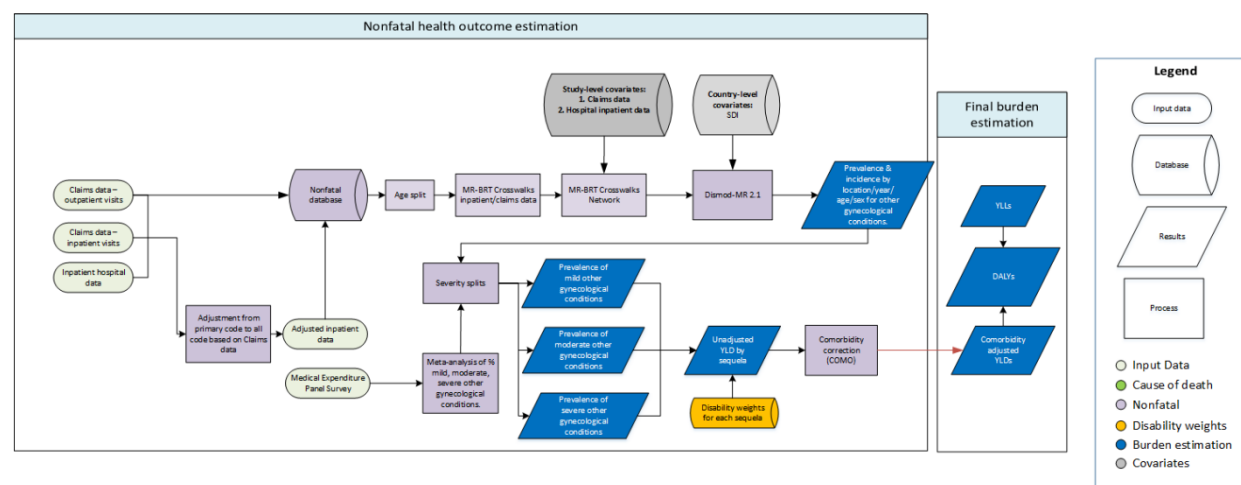 Nonfatal health outcome estimation
Study-level covariates:
1. Claims data
2. Hospital inpatient data
Country-level
covariates:
SDI
Claims data –
outpatient visits
Claims data –
inpatient visits
Inpatient hospital
data
Nonfatal
database
Age split
MR-BRT Crosswalks
inpatient/claims data
MR-BRT Crosswalks
Network
Dismod-MR 2.1
Prevalence
& incidence by
location/year/
age/sex for other
gynecological
conditions.
Adjustment from
primary code to all
code based on Claims
data
Adjusted inpatient
data
Medical Expenditure
Panel Survey
Severity splits
Meta-analysis of %
mild, moderate,
severe other
gynecological
conditions.
Prevalence of
mild other
gynecological
conditions
Prevalence of
moderate other
gynecological
conditions
Prevalence of
severe other
gynecological
conditions
Unadjusted
YLD by
sequela
Disability weights
for each sequela
Comorbidity
correction
(COMO)
Final burden
estimation
YLLs
DALYs
Comorbidity
adjusted
YLDs
Legend
Input data
Database
Results
Process
Input Data
Cause of death
Nonfatal
Disability weights
Burden estimation
Covariates